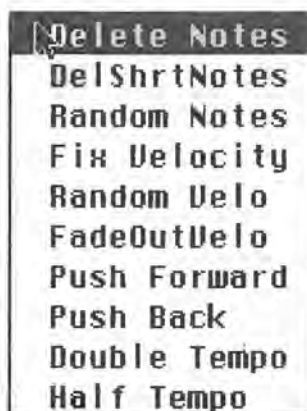 Delete Notes
DelShrtNotes
Random Notes
Fix Velocity
Random Velo
FadeOutVelo
Push Forward
Push Back
Double Tempo
Half Tempo